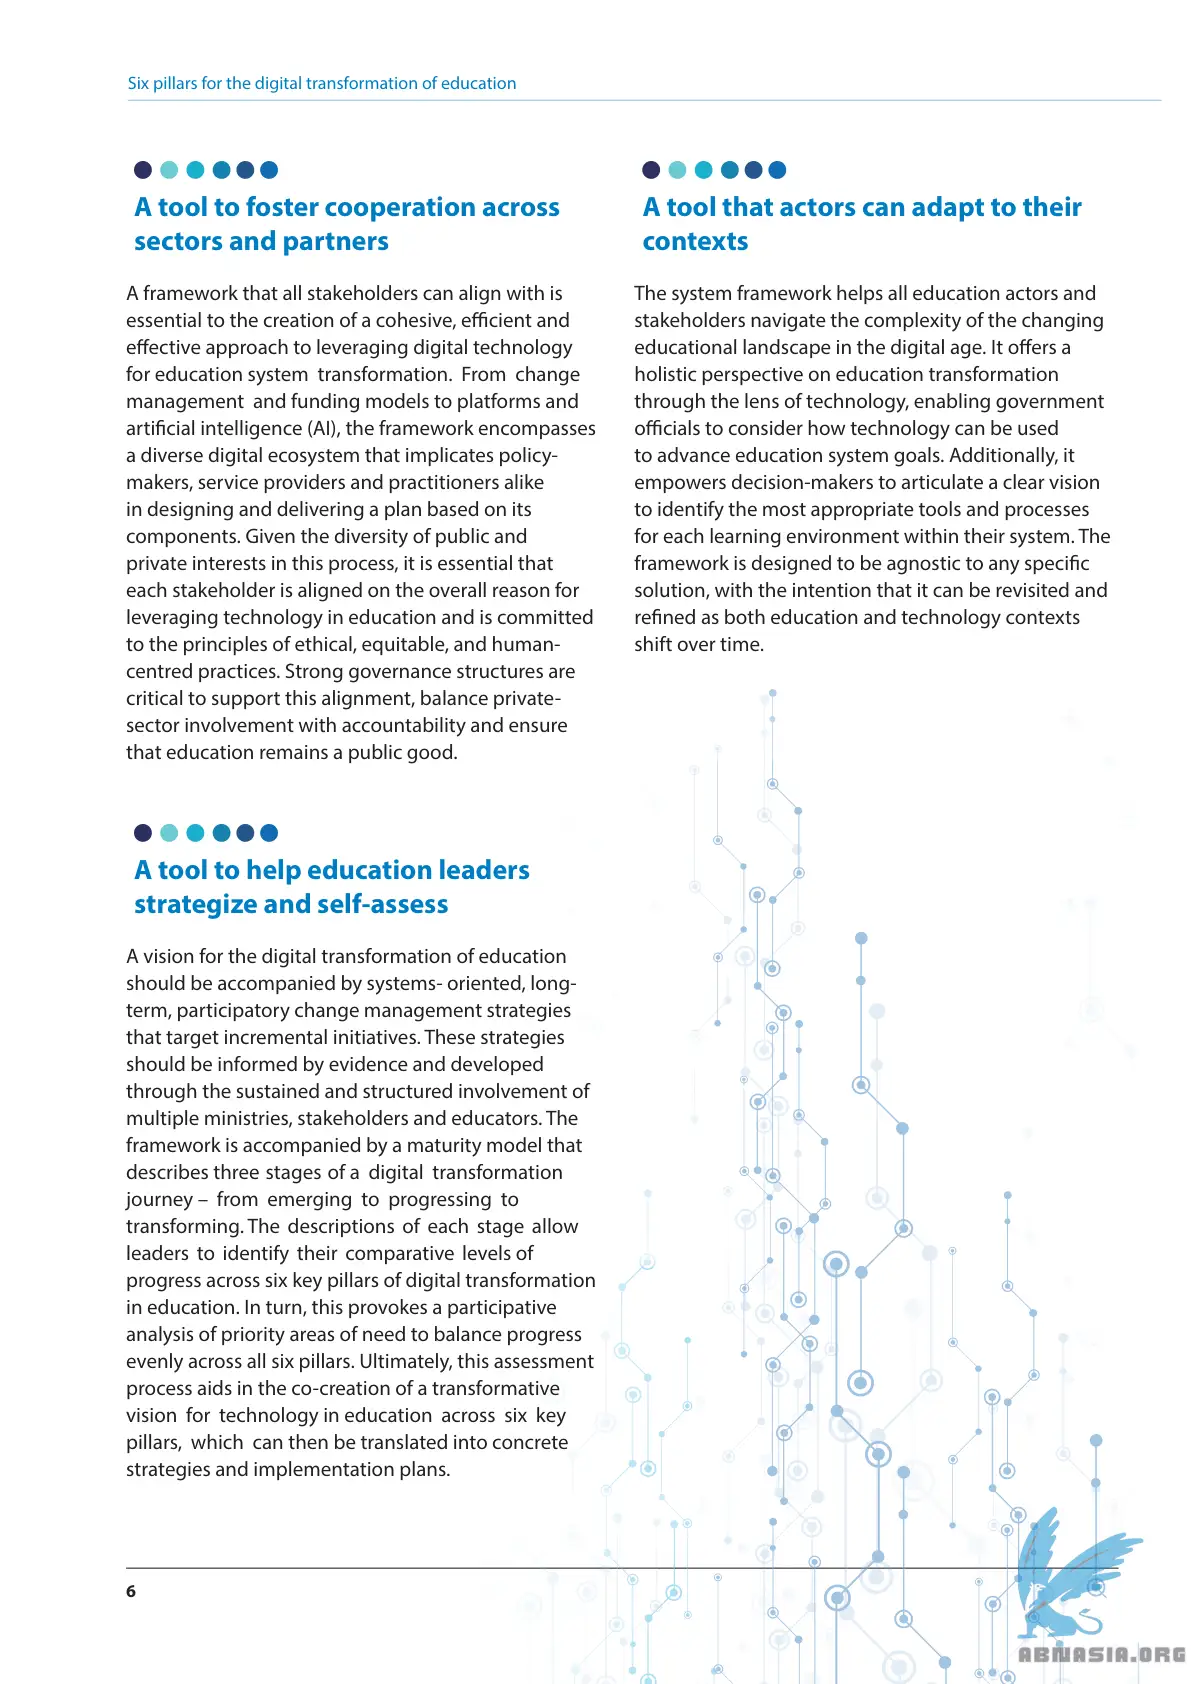 Six pillars for the digital transformation of education
A tool to foster cooperation across
sectors and partners
A framework that all stakeholders can align with is
essential to the creation of a cohesive, efficient and
effective approach to leveraging digital technology
for education system transformation. From change
management and funding models to platforms and
artificial intelligence (AI), the framework encompasses
a diverse digital ecosystem that implicates policy-
makers, service providers and practitioners alike
in designing and delivering a plan based on its
components. Given the diversity of public and
private interests in this process, it is essential that
each stakeholder is aligned on the overall reason for
leveraging technology in education and is committed
to the principles of ethical, equitable, and human-
centred practices. Strong governance structures are
critical to support this alignment, balance private-
sector involvement with accountability and ensure
that education remains a public good.
A tool to help education leaders
strategize and self-assess
A vision for the digital transformation of education
should be accompanied by systems- oriented, long-
term, participatory change management strategies
that target incremental initiatives. These strategies
should be informed by evidence and developed
through the sustained and structured involvement of
multiple ministries, stakeholders and educators. The
framework is accompanied by a maturity model that
describes three stages of a digital transformation
journey – from emerging to progressing to
transforming. The descriptions of each stage allow
leaders to identify their comparative levels of
progress across six key pillars of digital transformation
in education. In turn, this provokes a participative
analysis of priority areas of need to balance progress
evenly across all six pillars. Ultimately, this assessment
process aids in the co-creation of a transformative
vision for technology in education across six key
pillars, which can then be translated into concrete
strategies and implementation plans.
A tool that actors can adapt to their
contexts
The system framework helps all education actors and
stakeholders navigate the complexity of the changing
educational landscape in the digital age. It offers a
holistic perspective on education transformation
through the lens of technology, enabling government
officials to consider how technology can be used
to advance education system goals. Additionally, it
empowers decision-makers to articulate a clear vision
to identify the most appropriate tools and processes
for each learning environment within their system. The
framework is designed to be agnostic to any specific
solution, with the intention that it can be revisited and
refined as both education and technology contexts
shift over time.
6
ABNASIA.ORG